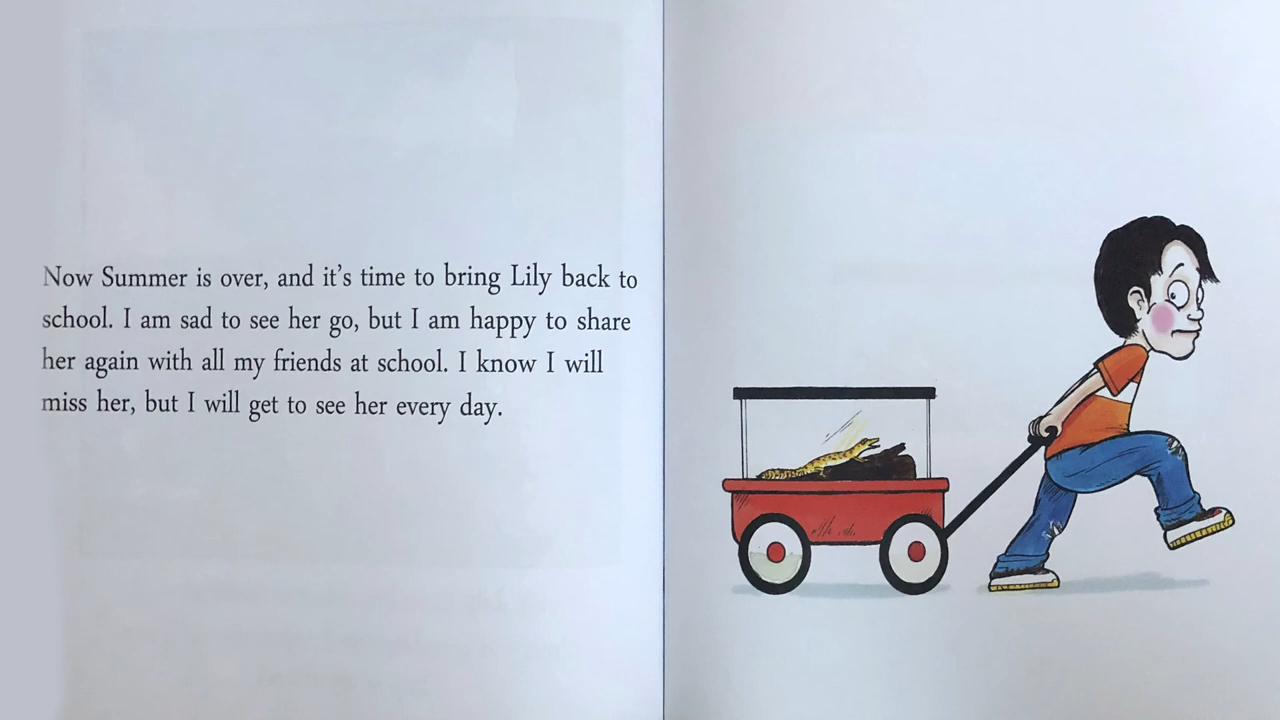 Now Summer is over, and it's time to bring Lily back to
school. I am sad to see her go, but I am happy to share
her again with all my friends at school. I know I will
miss her, but I will get to see her every day.